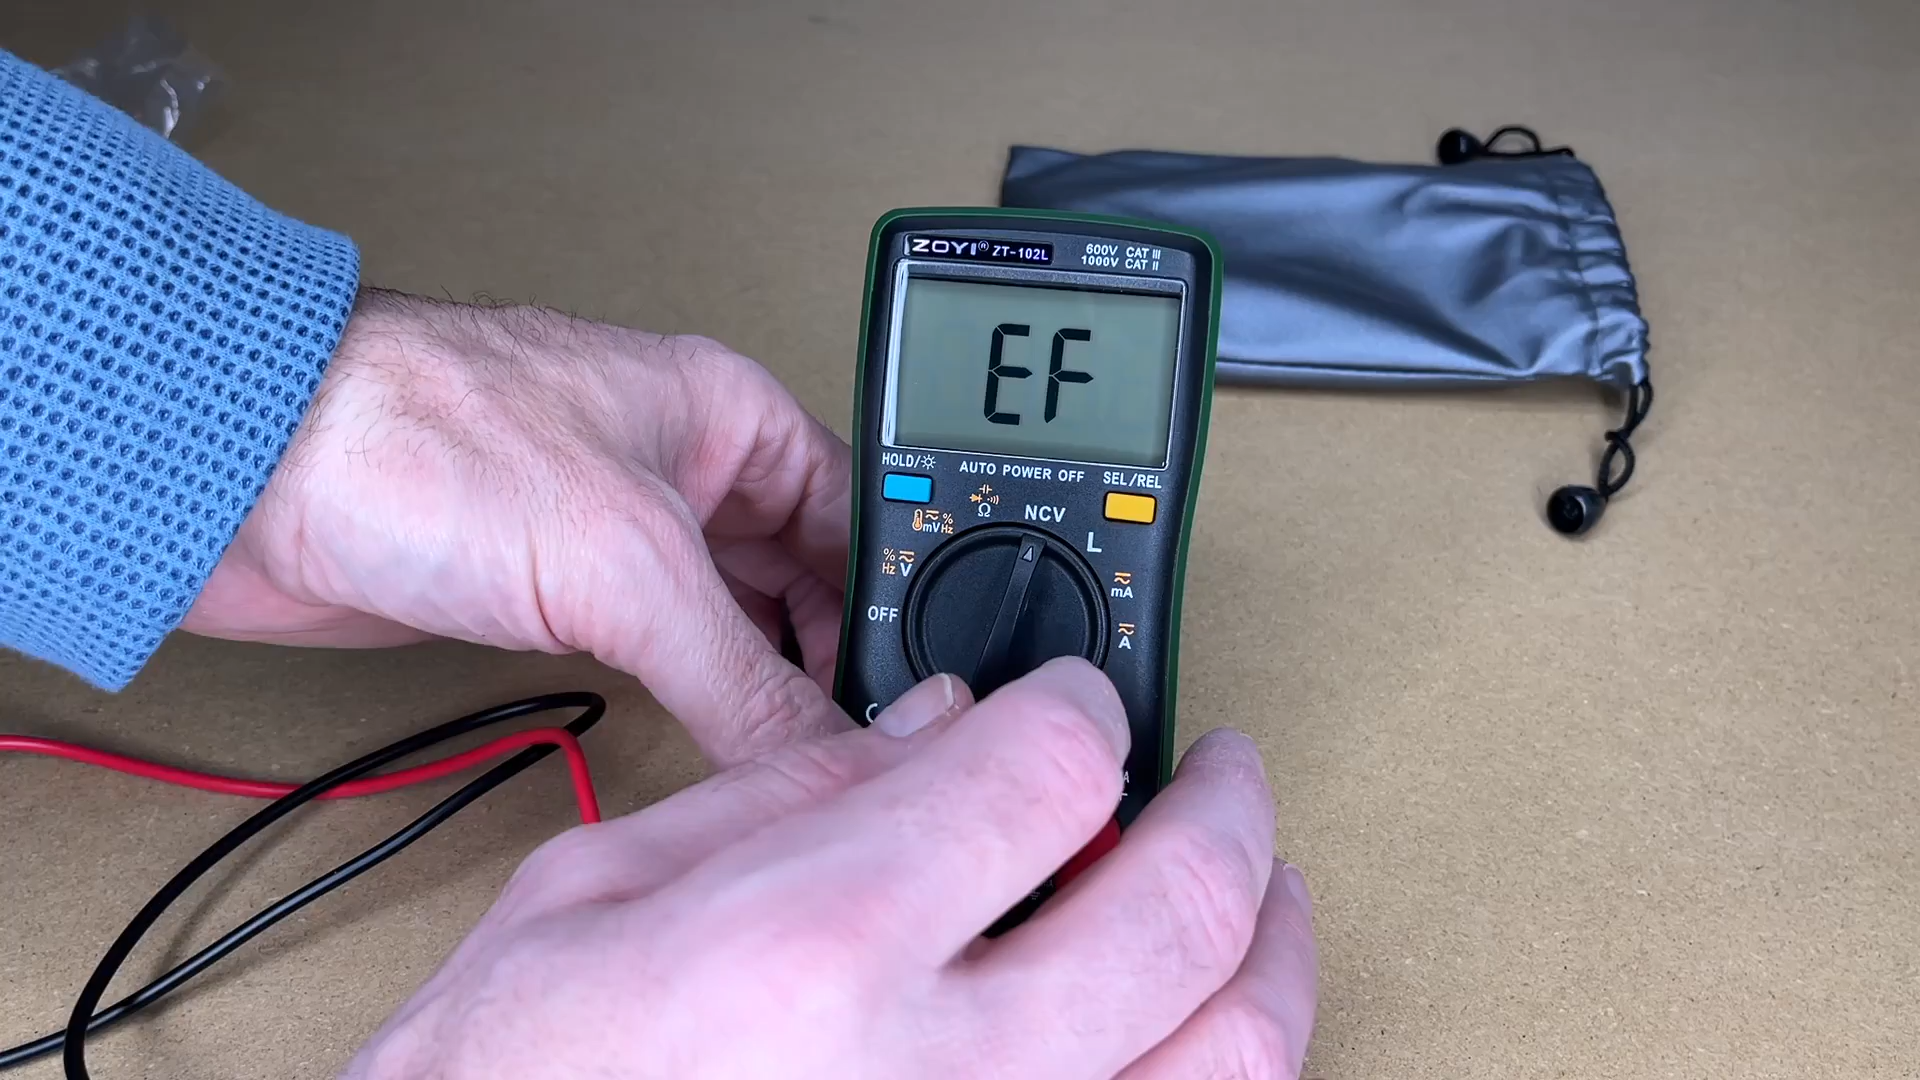 ZOYI® ZT-102L
600V CAT III
1000V CAT II
EF
HOLD/
AUTO POWER OFF
SEL/REL
Ω
NCV
mV
%
Hz
L
%
Hz
V
mA
OFF
A